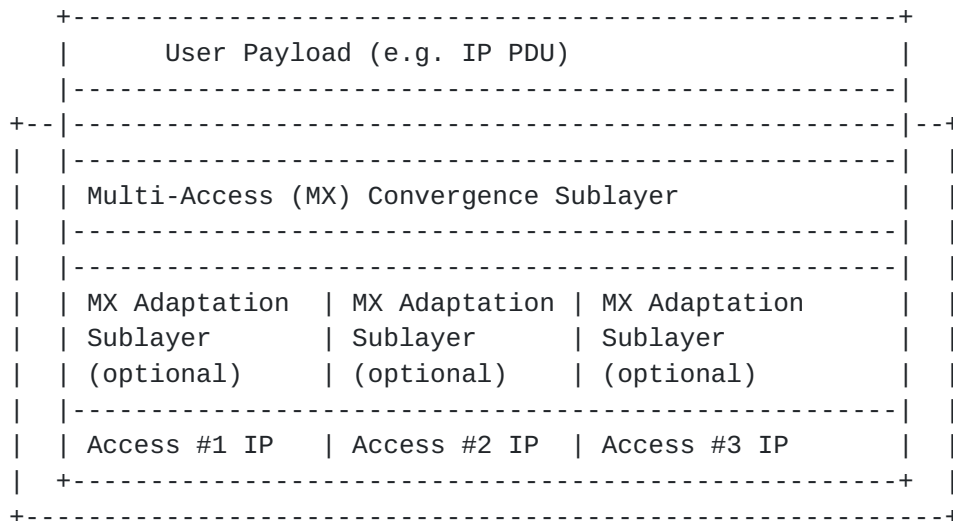 User Payload (e.g. IP PDU)
Multi-Access (MX) Convergence Sublayer
MX Adaptation | MX Adaptation | MX Adaptation
Sublayer | Sublayer | Sublayer
(optional) | (optional) | (optional)
Access #1 IP | Access #2 IP | Access #3 IP